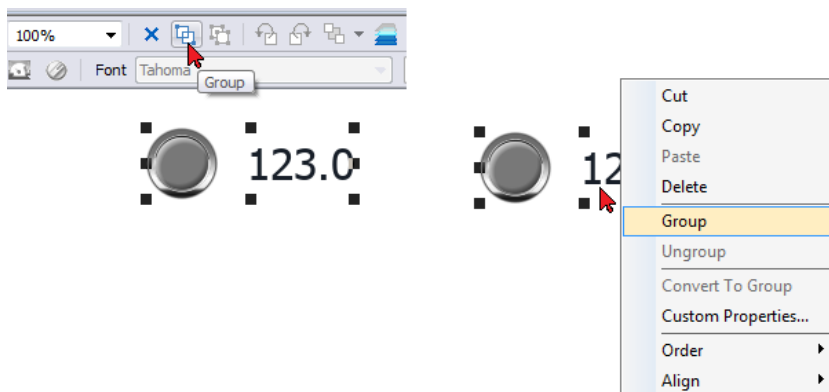 100%
Font Tahoma
Group
123.0
12
Cut
Copy
Paste
Delete
Group
Ungroup
Convert To Group
Custom Properties...
Order
Align